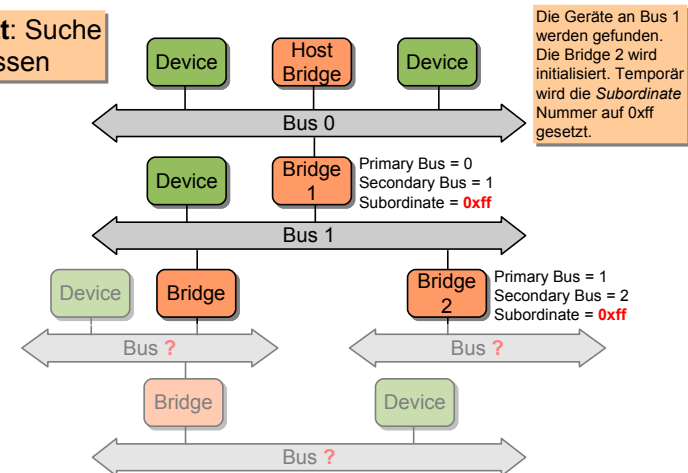 t: Suche
ssen
Die Geräte an Bus 1
werden gefunden.
Die Bridge 2 wird
initialisiert. Temporär
wird die Subordinate
Nummer auf 0xff
gesetzt.
Device
Host
Bridge
Device
Bus 0
Device
Bridge
1
Primary Bus = 0
Secondary Bus = 1
Subordinate = 0xff
Bus 1
Device
Bridge
Bridge
2
Primary Bus = 1
Secondary Bus = 2
Subordinate = 0xff
Bus ?
Bus ?
Bridge
Device
Bus ?